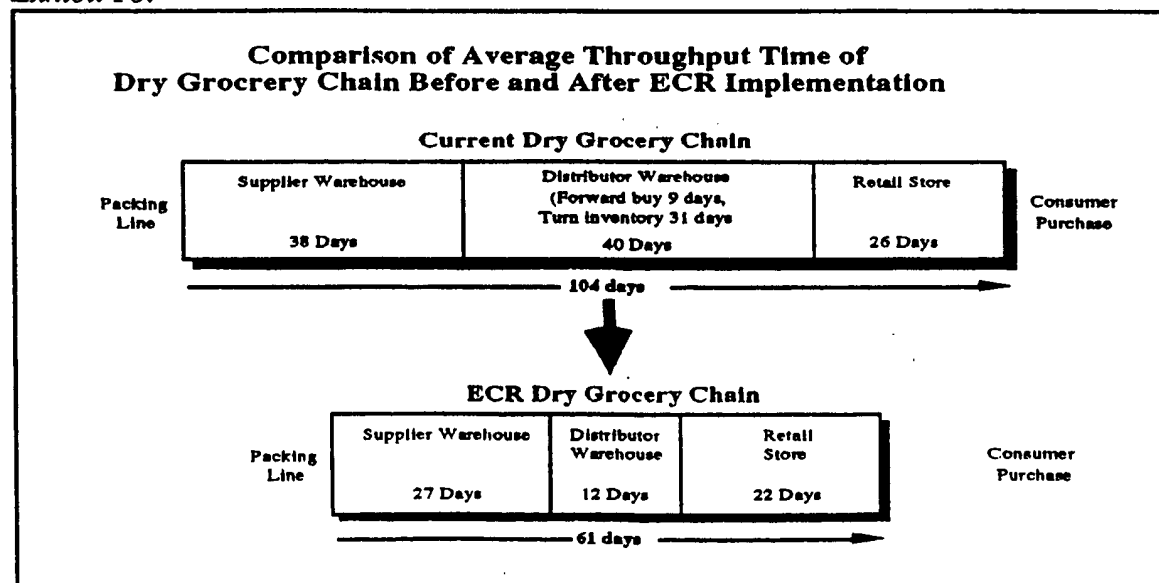 Comparison of Average Throughput Time of
Dry Grocrery Chain Before and After ECR Implementation
Current Dry Grocery Chain
Packing
Line
Supplier Warehouse
38 Days
Distributor Warehouse
(Forward buy 9 days,
Turn inventory 31 days
40 Days
Retail Store
26 Days
Consumer
Purchase
104 days
ECR Dry Grocery Chain
Packing
Line
Supplier Warehouse
27 Days
Distributor
Warehouse
12 Days
Retail
Store
22 Days
Consumer
Purchase
61 days